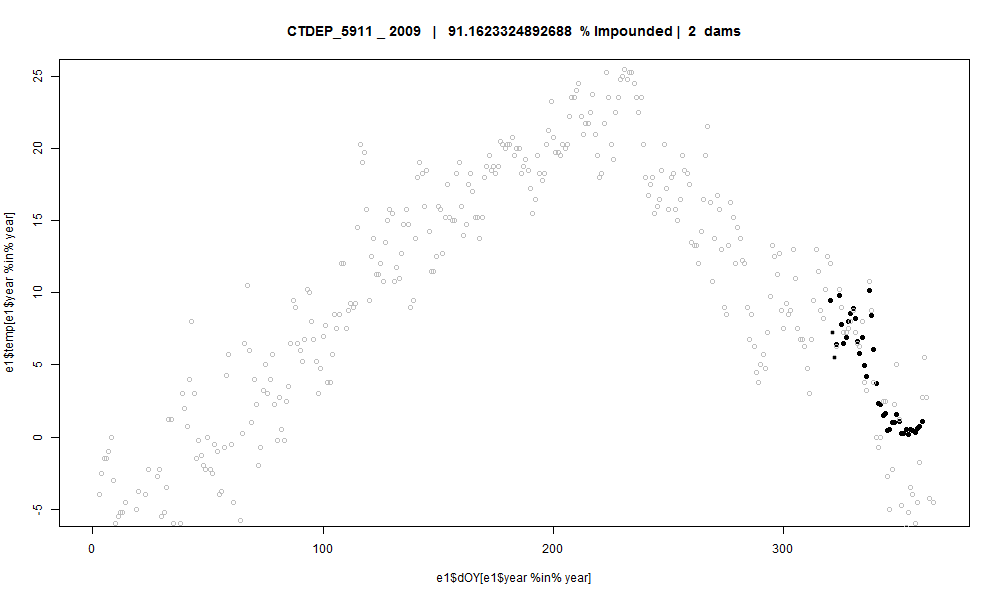 CTDEP_5911 _ 2009 | 91.1623324892688 % Impounded | 2 dams
25
20
15
10
5
0
-5
e1$temp[e1$year %in% year]
0 100 200 300
e1$dOY[e1$year %in% year]